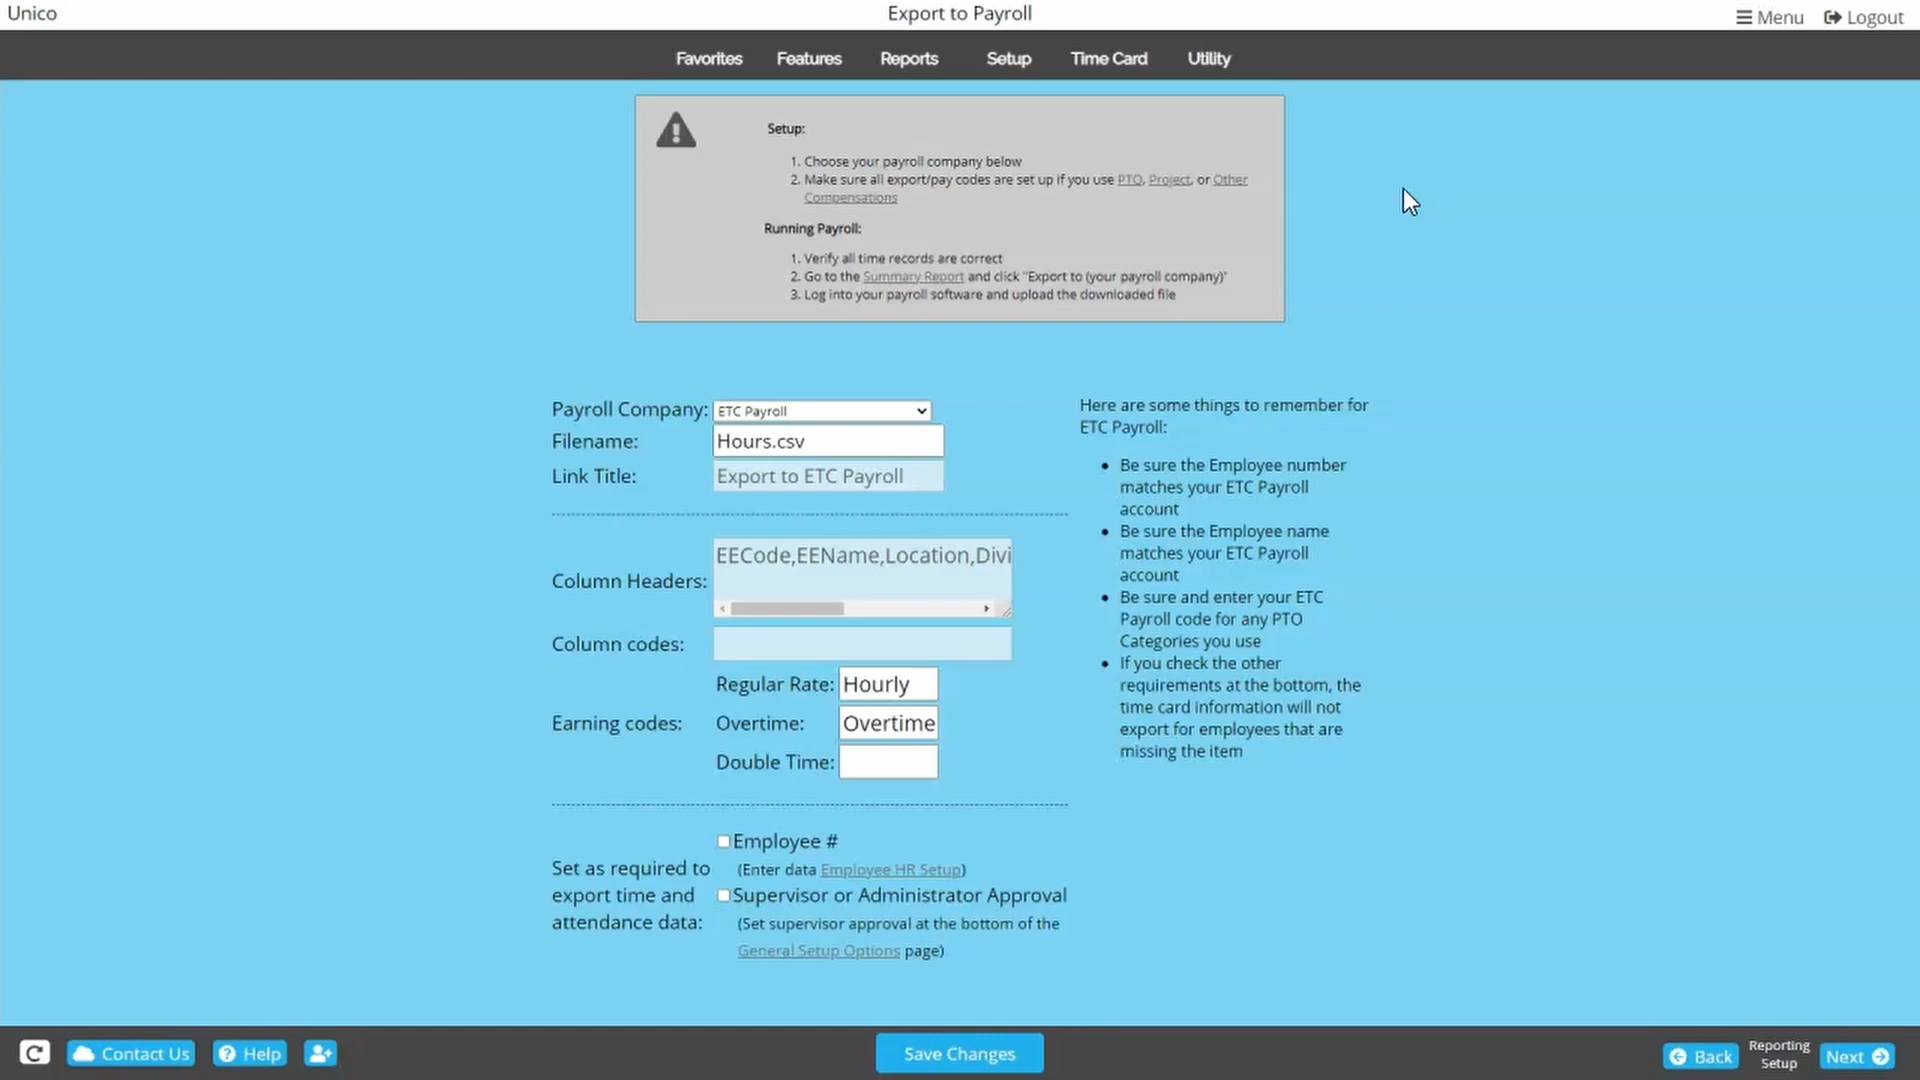 Unico
Export to Payroll
Menu
Logout
Favorites
Features
Reports
Setup
Time Card
Utility
Setup:
1. Choose your payroll company below
2. Make sure all export/pay codes are set up if you use PTO, Project, or Other
Compensations
Running Payroll:
1. Verify all time records are correct
2. Go to the Summary Report and click "Export to (your payroll company)"
3. Log into your payroll software and upload the downloaded file
Payroll Company: ETC Payroll
Filename: Hours.csv
Link Title: Export to ETC Payroll
Column Headers: EECode,EEName,Location,Divi
Column codes:
Earning codes:
Regular Rate: Hourly
Overtime: Overtime
Double Time:
Set as required to
export time and
attendance data:
Employee #
(Enter data Employee HR Setup)
Supervisor or Administrator Approval
(Set supervisor approval at the bottom of the
General Setup Options page)
Here are some things to remember for
ETC Payroll:
• Be sure the Employee number
matches your ETC Payroll
account
• Be sure the Employee name
matches your ETC Payroll
account
• Be sure and enter your ETC
Payroll code for any PTO
Categories you use
• If you check the other
requirements at the bottom, the
time card information will not
export for employees that are
missing the item
Contact Us
Help
Save Changes
Back
Reporting
Setup
Next